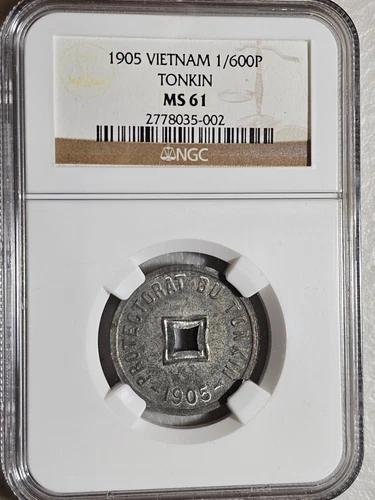 1905 VIETNAM 1/600P
TONKIN
MS 61
2778035-002
NGC
PROTECTORAT DU TONKIN
- 1905 -